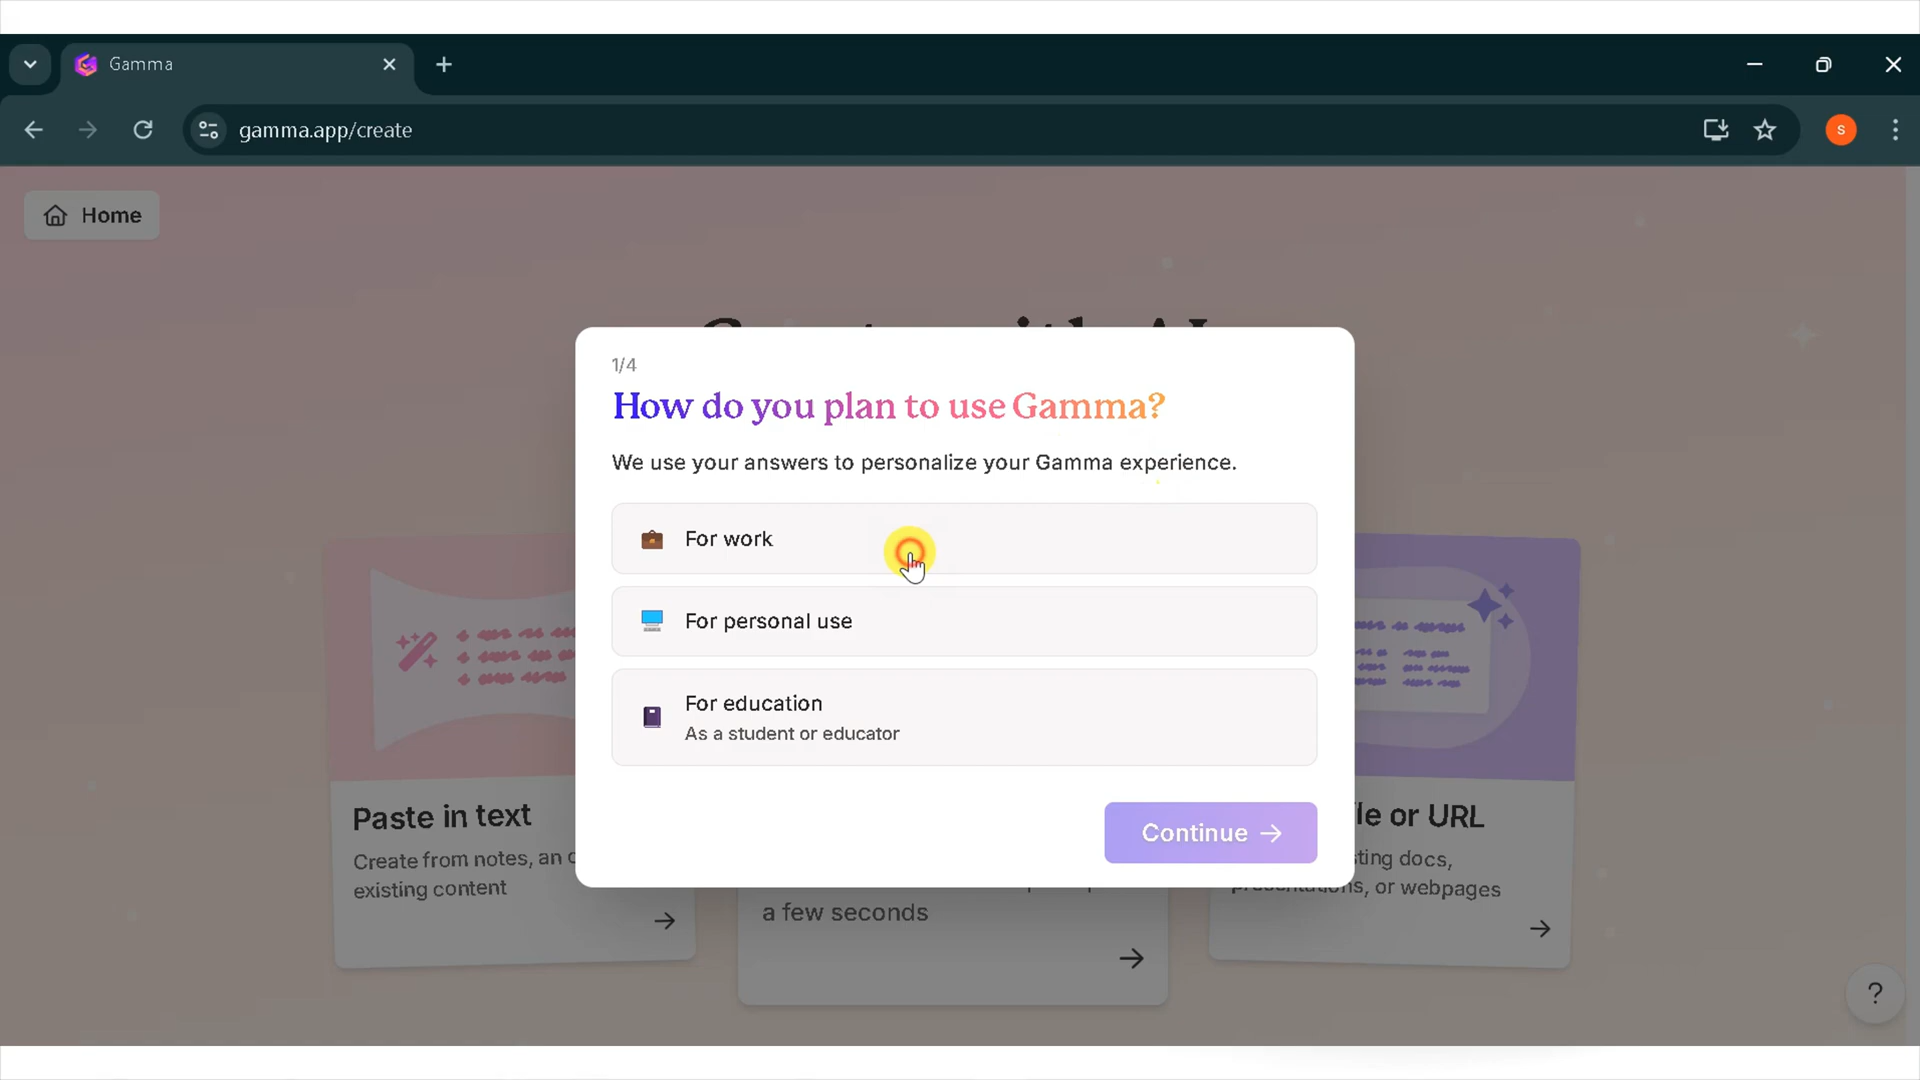 Gamma
gamma.app/create
S
Home
1/4
How do you plan to use Gamma?
We use your answers to personalize your Gamma experience.
For work
For personal use
For education
As a student or educator
Continue
Paste in text
Create from notes, an
existing content
a few seconds
or URL
docs,
or webpages
?